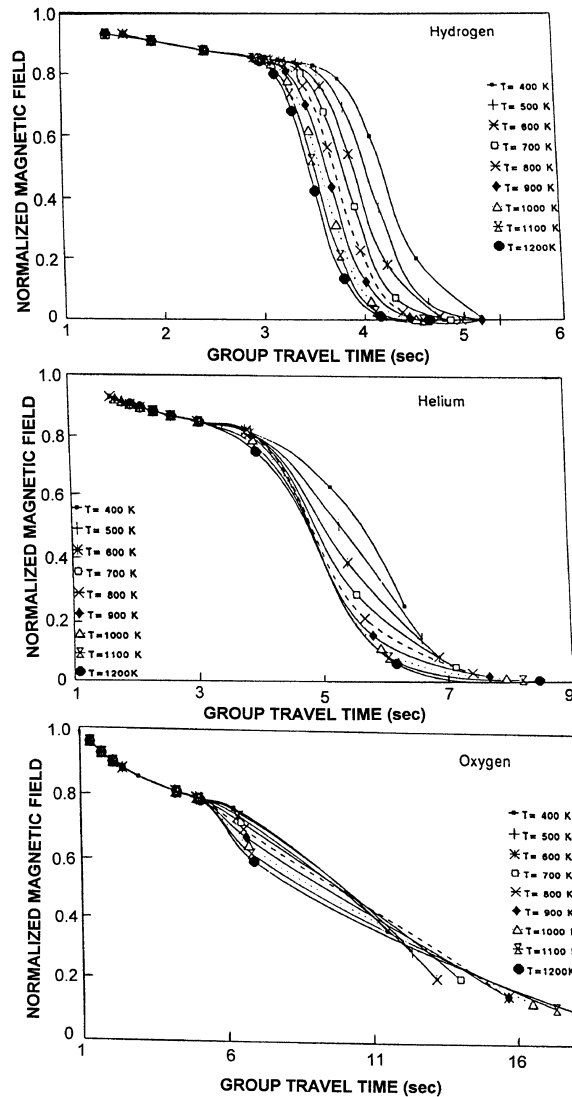 1.0
0.8
0.6
0.4
0.2
0
NORMALIZED MAGNETIC FIELD
Hydrogen
T= 400 K
T= 500 K
T= 600 K
T= 700 K
T= 800 K
T= 900 K
T=1000 K
T=1100 K
T=1200K
1 2 3 4 5 6
GROUP TRAVEL TIME (sec)
1.0
0.8
0.6
0.4
0.2
0
NORMALIZED MAGNETIC FIELD
Helium
T= 400 K
T= 500 K
T= 600 K
T= 700 K
T= 800 K
T= 900 K
T=1000 K
T=1100 K
T=1200K
1 3 5 7 9
GROUP TRAVEL TIME (sec)
1.0
0.8
0.6
0.4
0.2
0
NORMALIZED MAGNETIC FIELD
Oxygen
T= 400 K
T= 500 K
T= 600 K
T= 700 K
T= 800 K
T= 900 K
T=1000
T=1100
T=1200K
1 6 11 16
GROUP TRAVEL TIME (sec)